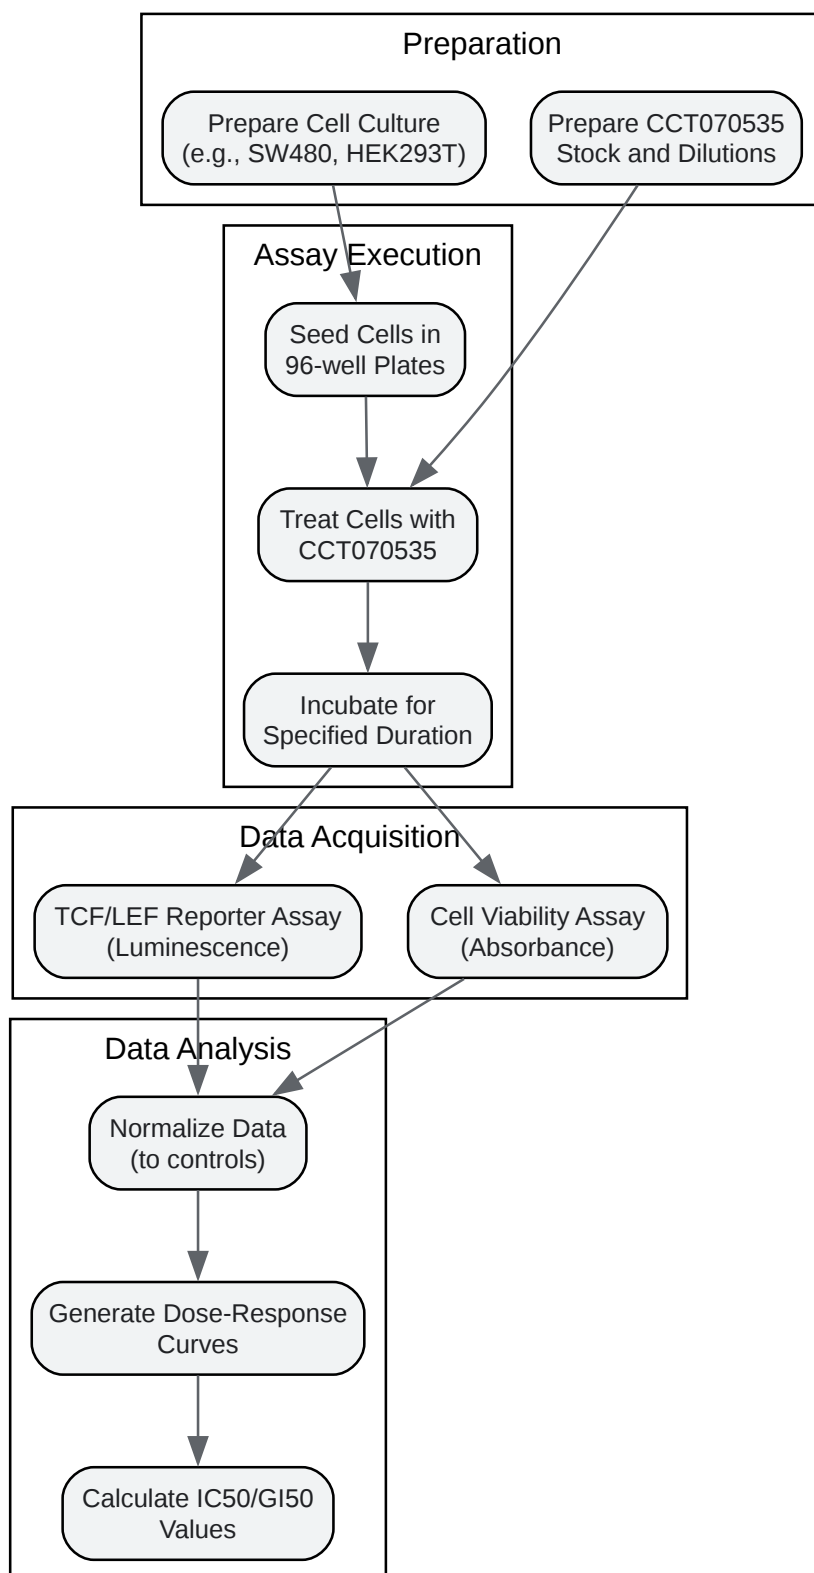 Preparation
Prepare Cell Culture
(e.g., SW480, HEK293T)
Prepare CCT070535
Stock and Dilutions
Assay Execution
Seed Cells in
96-well Plates
Treat Cells with
CCT070535
Incubate for
Specified Duration
Data Acquisition
TCF/LEF Reporter Assay
(Luminescence)
Cell Viability Assay
(Absorbance)
Data Analysis
Normalize Data
(to controls)
Generate Dose-Response
Curves
Calculate IC50/GI50
Values